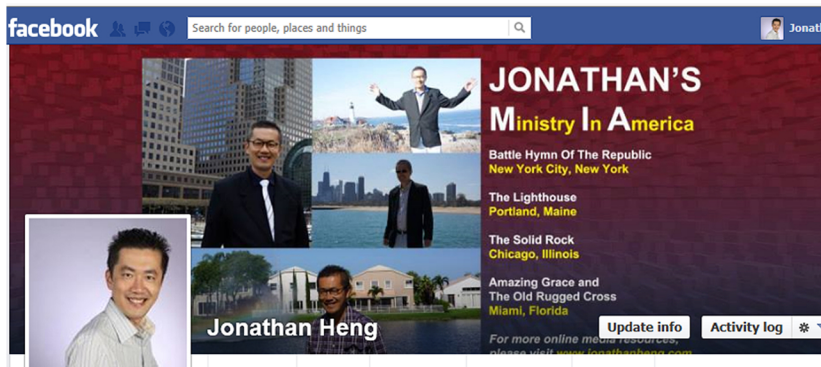 facebook
Search for people, places and things
Jonat
JONATHAN'S
Ministry In America
Battle Hymn Of The Republic
New York City, New York
The Lighthouse
Portland, Maine
The Solid Rock
Chicago, Illinois
Amazing Grace and
The Old Rugged Cross
Miami, Florida
Jonathan Heng
Update info
Activity log
For more online media resources,
please visit www.jonathanheng.com